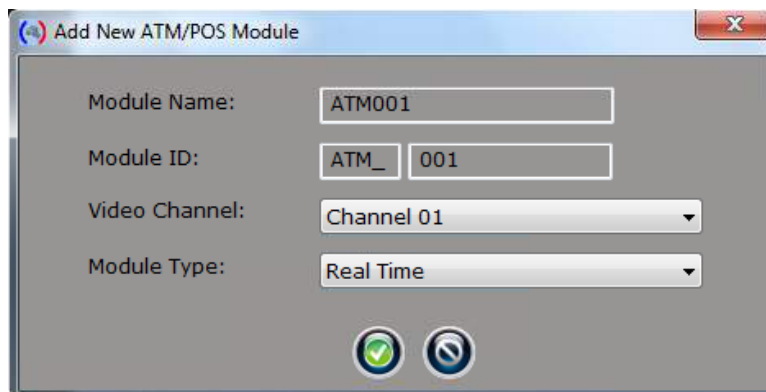 Add New ATM/POS Module
Module Name: ATM001
Module ID: ATM_ 001
Video Channel: Channel 01
Module Type: Real Time